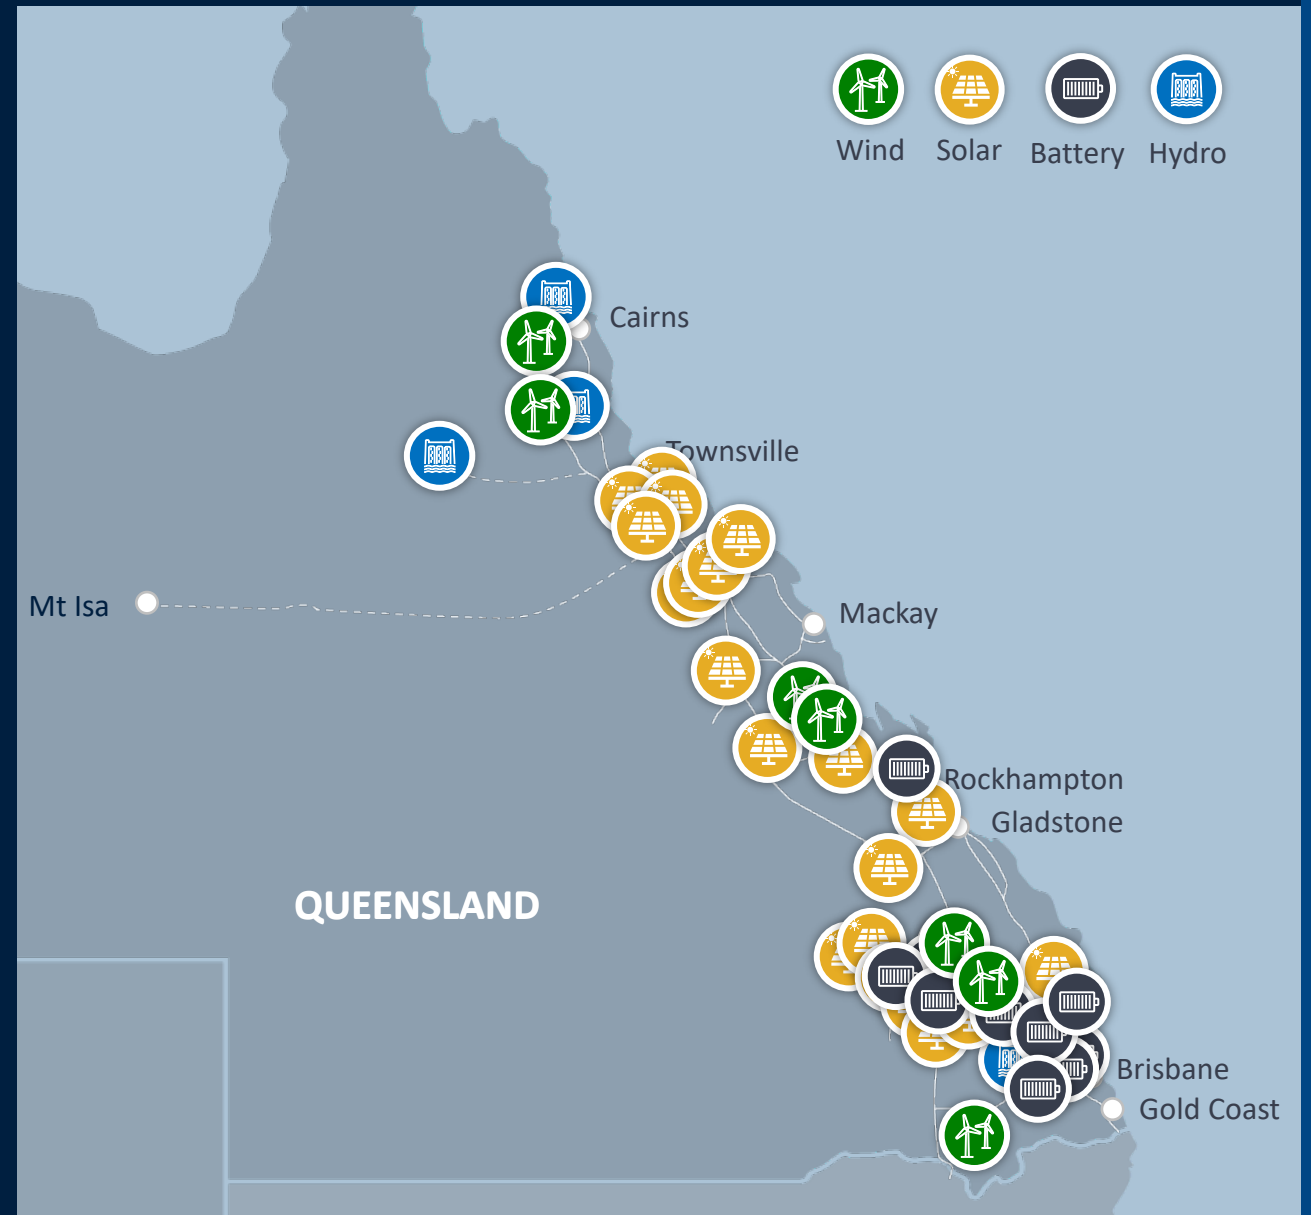 Wind Solar Battery Hydro
Cairns
Townsville
Mt Isa
Mackay
Rockhampton
Gladstone
QUEENSLAND
Brisbane
Gold Coast